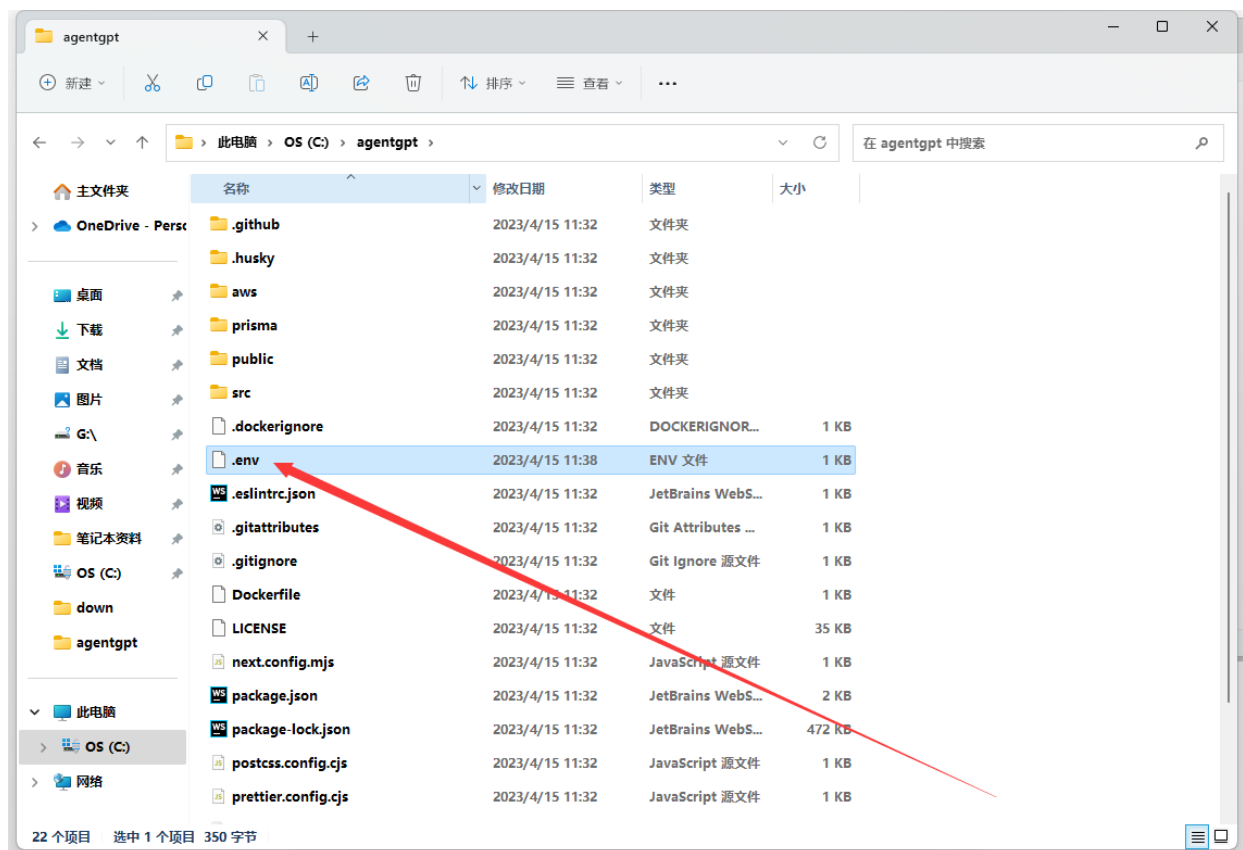 agentgpt
新建
排序
查看
此电脑 > OS (C:) > agentgpt >
在 agentgpt 中搜索
主文件夹
OneDrive - Perso
桌面
下载
文档
图片
G:\
音乐
视频
笔记本资料
OS (C:)
down
agentgpt
此电脑
OS (C:)
网络
名称 修改日期 类型 大小
.github 2023/4/15 11:32 文件夹
.husky 2023/4/15 11:32 文件夹
aws 2023/4/15 11:32 文件夹
prisma 2023/4/15 11:32 文件夹
public 2023/4/15 11:32 文件夹
src 2023/4/15 11:32 文件夹
.dockerignore 2023/4/15 11:32 DOCKERIGNOR... 1 KB
.env 2023/4/15 11:38 ENV 文件 1 KB
.eslintrc.json 2023/4/15 11:32 JetBrains WebS... 1 KB
.gitattributes 2023/4/15 11:32 Git Attributes ... 1 KB
.gitignore 2023/4/15 11:32 Git Ignore 源文件 1 KB
Dockerfile 2023/4/15 11:32 文件 1 KB
LICENSE 2023/4/15 11:32 文件 35 KB
next.config.mjs 2023/4/15 11:32 JavaScript 源文件 1 KB
package.json 2023/4/15 11:32 JetBrains WebS... 2 KB
package-lock.json 2023/4/15 11:32 JetBrains WebS... 472 KB
postcss.config.cjs 2023/4/15 11:32 JavaScript 源文件 1 KB
prettier.config.cjs 2023/4/15 11:32 JavaScript 源文件 1 KB
22 个项目 选中 1 个项目 350 字节